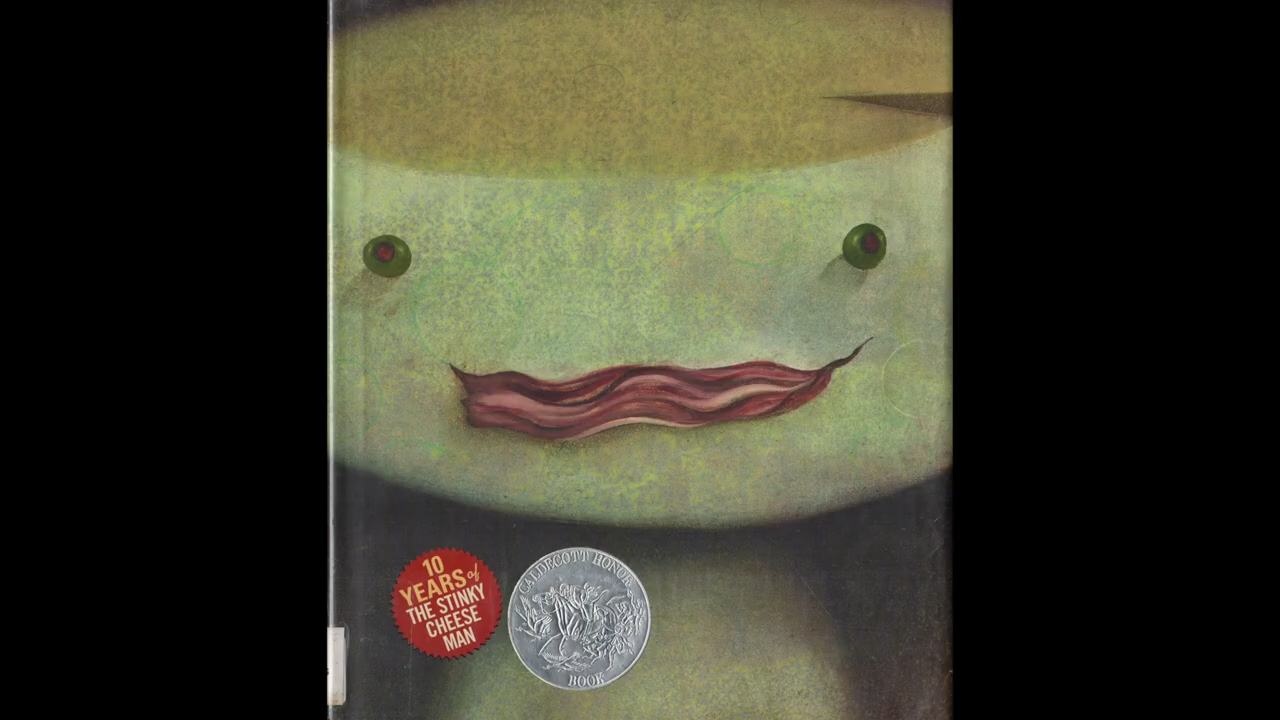 10
YEARS of
THE STINKY
CHEESE
MAN
CALDECOTT HONOR
BOOK